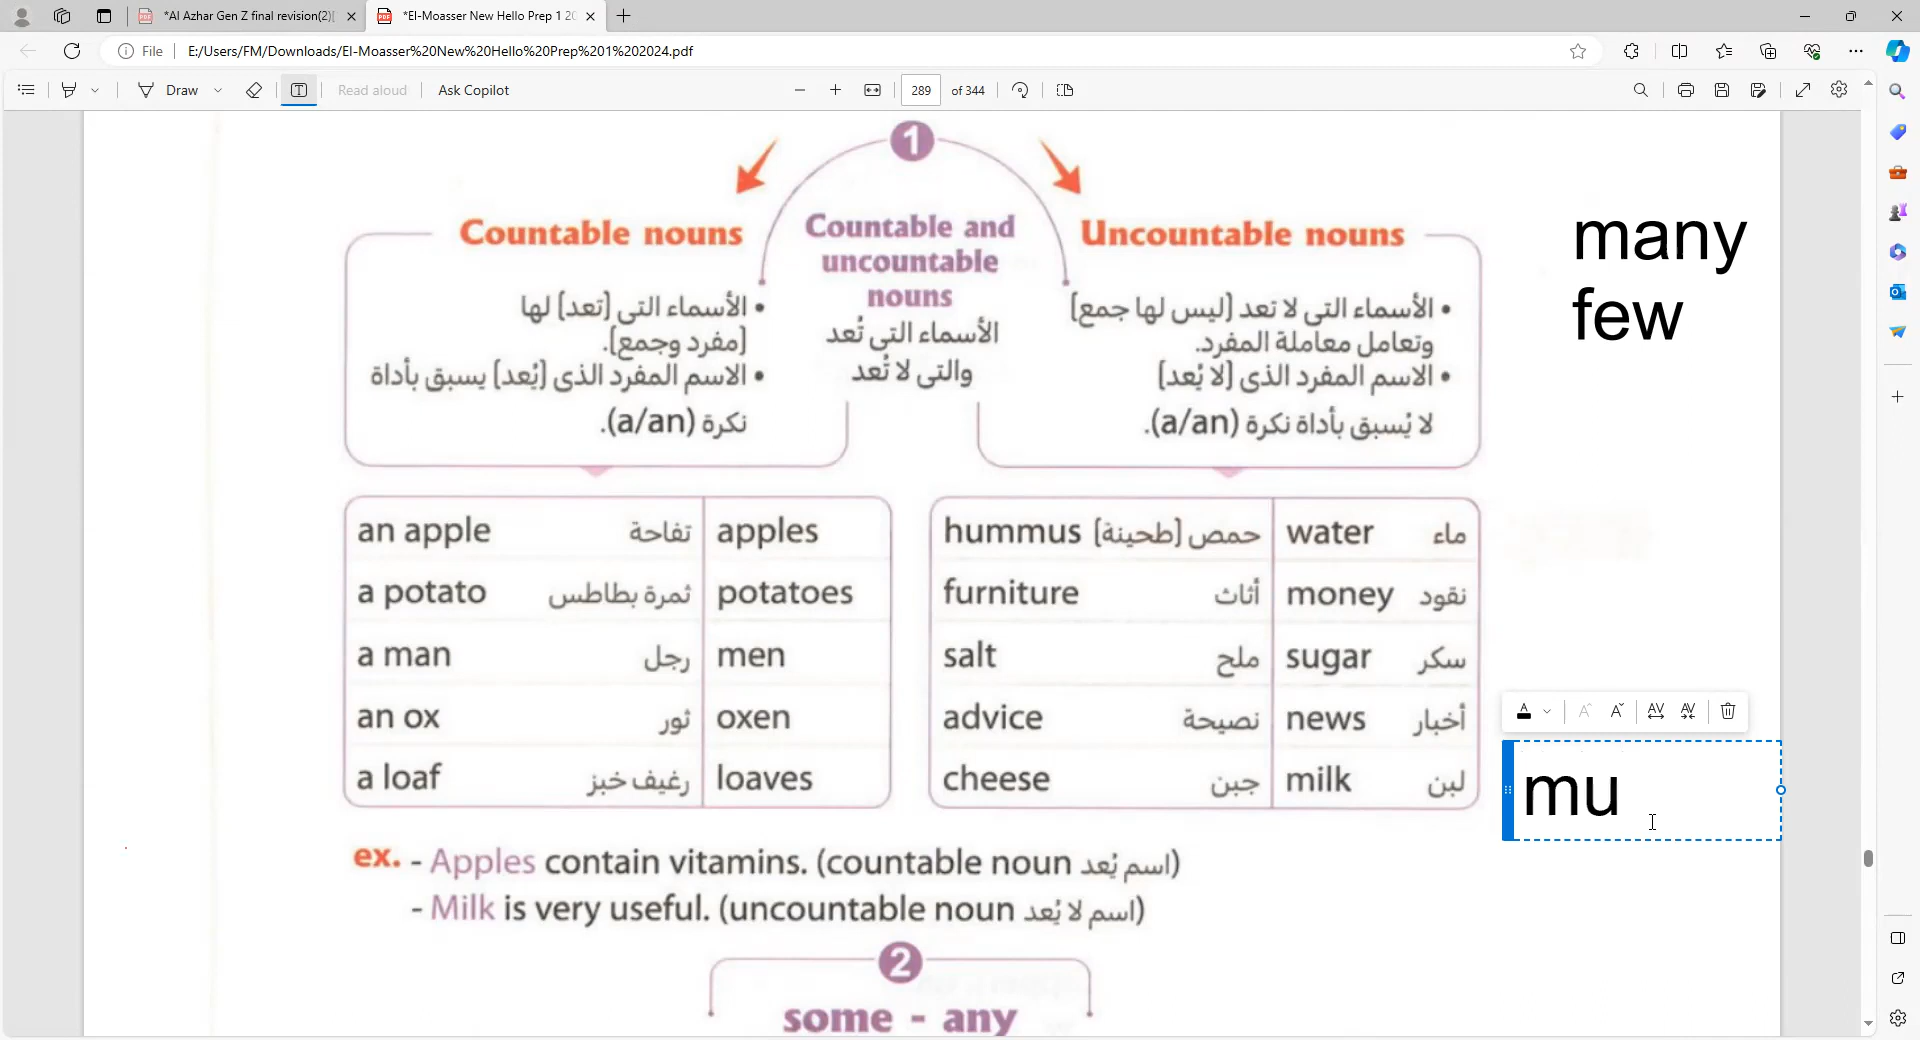 *Al Azhar Gen Z final revision(2)[
*El-Moasser New Hello Prep 1 20
File
E:/Users/FM/Downloads/El-Moasser%20New%20Hello%20Prep%201%202024.pdf
Draw
Read aloud
Ask Copilot
289 of 344
1
Countable nouns
Countable and
uncountable
nouns
الأسماء التى تُعد
والتى لا تُعد
Uncountable nouns
many
few
• الأسماء التى [تعد] لها
[مفرد وجمع].
• الاسم المفرد الذى [يُعد] يسبق بأداة
نكرة (a/an).
• الأسماء التى لا تعد [ليس لها جمع]
وتعامل معاملة المفرد.
• الاسم المفرد الذى [لا يُعد]
لا يُسبق بأداة نكرة (a/an).
an apple تفاحة apples
a potato ثمرة بطاطس potatoes
a man رجل men
an ox ثور oxen
a loaf رغيف خبز loaves
hummus حمص [طحينة] water ماء
furniture أثاث money نقود
salt ملح sugar سكر
advice نصيحة news أخبار
cheese جبن milk لبن
mu
ex. - Apples contain vitamins. (countable noun اسم يُعد)
- Milk is very useful. (uncountable noun اسم لا يُعد)
2
some - any